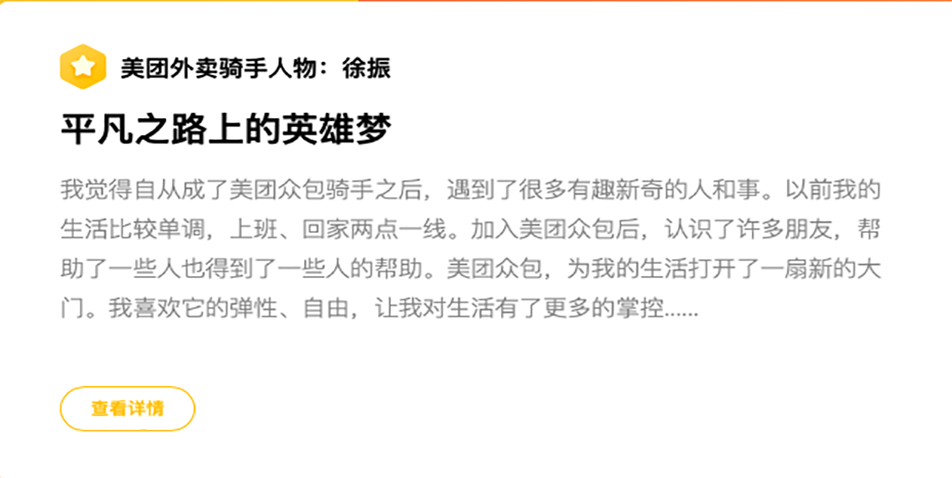 美团外卖骑手人物：徐振
平凡之路上的英雄梦
我觉得自从成了美团众包骑手之后，遇到了很多有趣新奇的人和事。以前我的
生活比较单调，上班、回家两点一线。加入美团众包后，认识了许多朋友，帮
助了一些人也得到了一些人的帮助。美团众包，为我的生活打开了一扇新的大
门。我喜欢它的弹性、自由，让我对生活有了更多的掌控......
查看详情